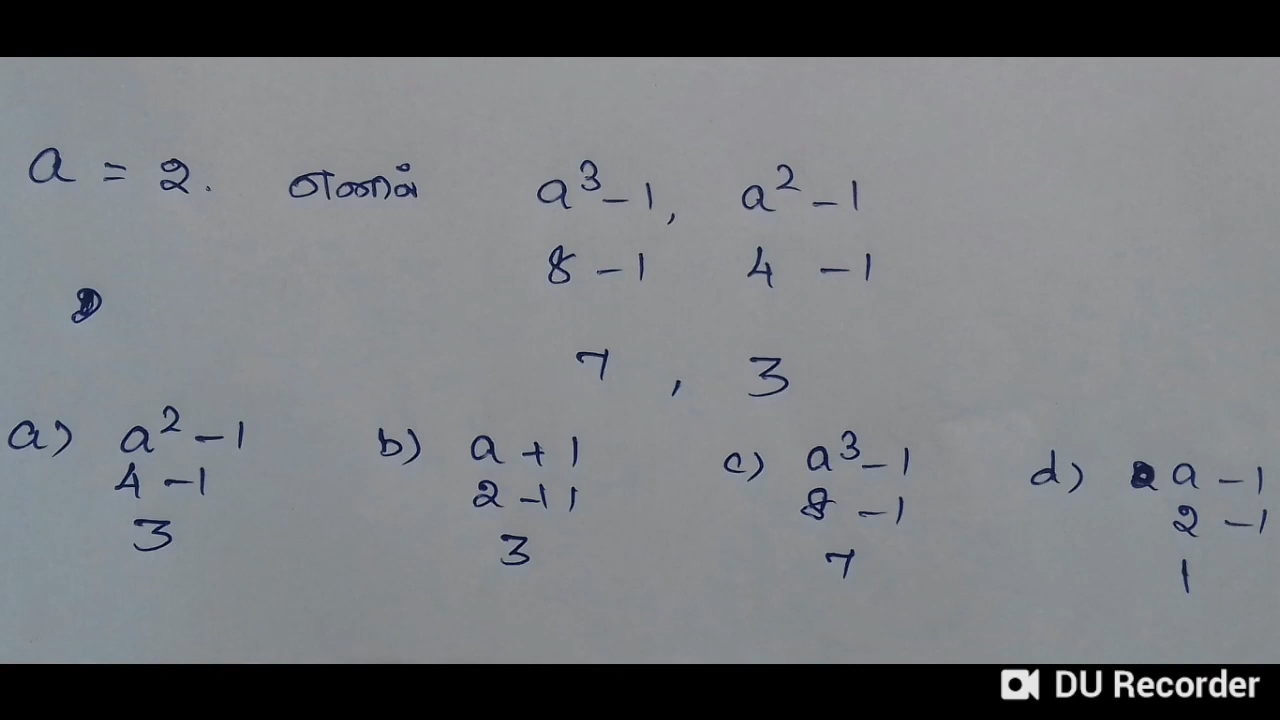 a = 2. எனில் a³ - 1, a² - 1
8 - 1 4 - 1
7 , 3
a) a² - 1 b) a + 1 c) a³ - 1 d) a - 1
4 - 1 2 + 1 8 - 1 2 - 1
3 3 7 1
DU Recorder